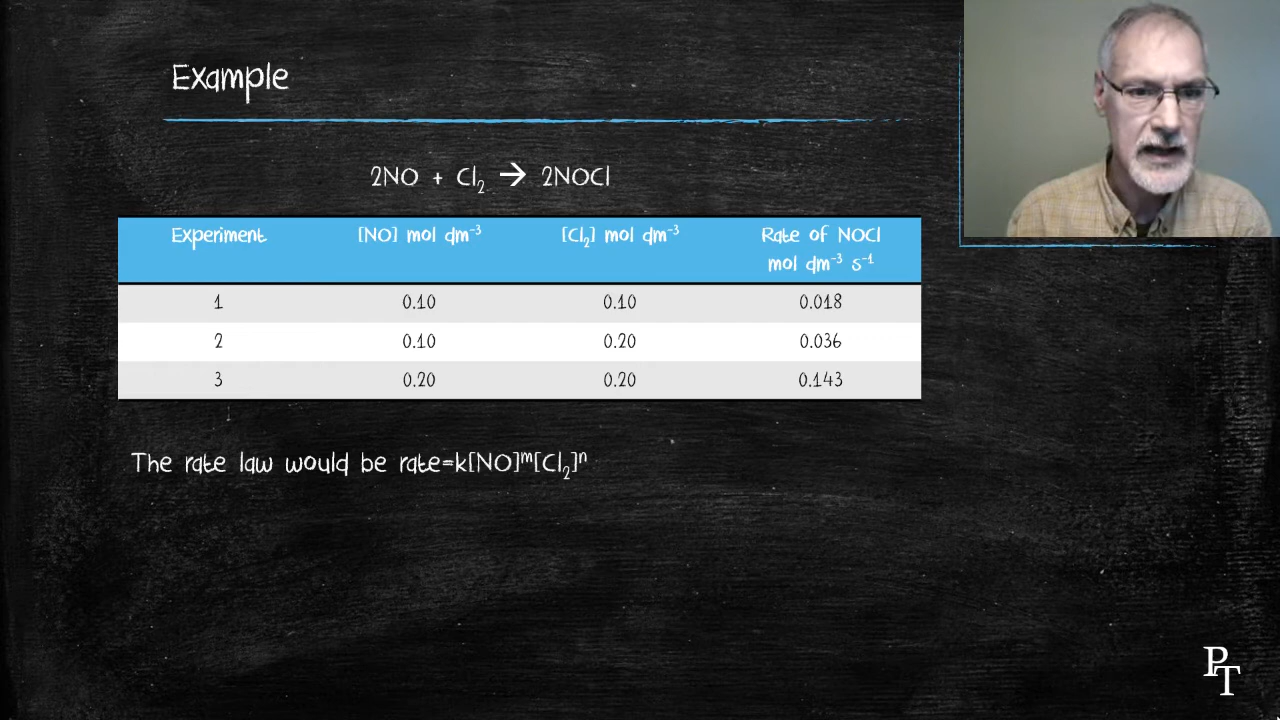 Example
2NO + Cl₂ → 2NOCl
Experiment [NO] mol dm⁻³ [Cl₂] mol dm⁻³ Rate of NOCl mol dm⁻³ s⁻¹
1 0.10 0.10 0.018
2 0.10 0.20 0.036
3 0.20 0.20 0.143
The rate law would be rate=k[NO]ᵐ[Cl₂]ⁿ
PT